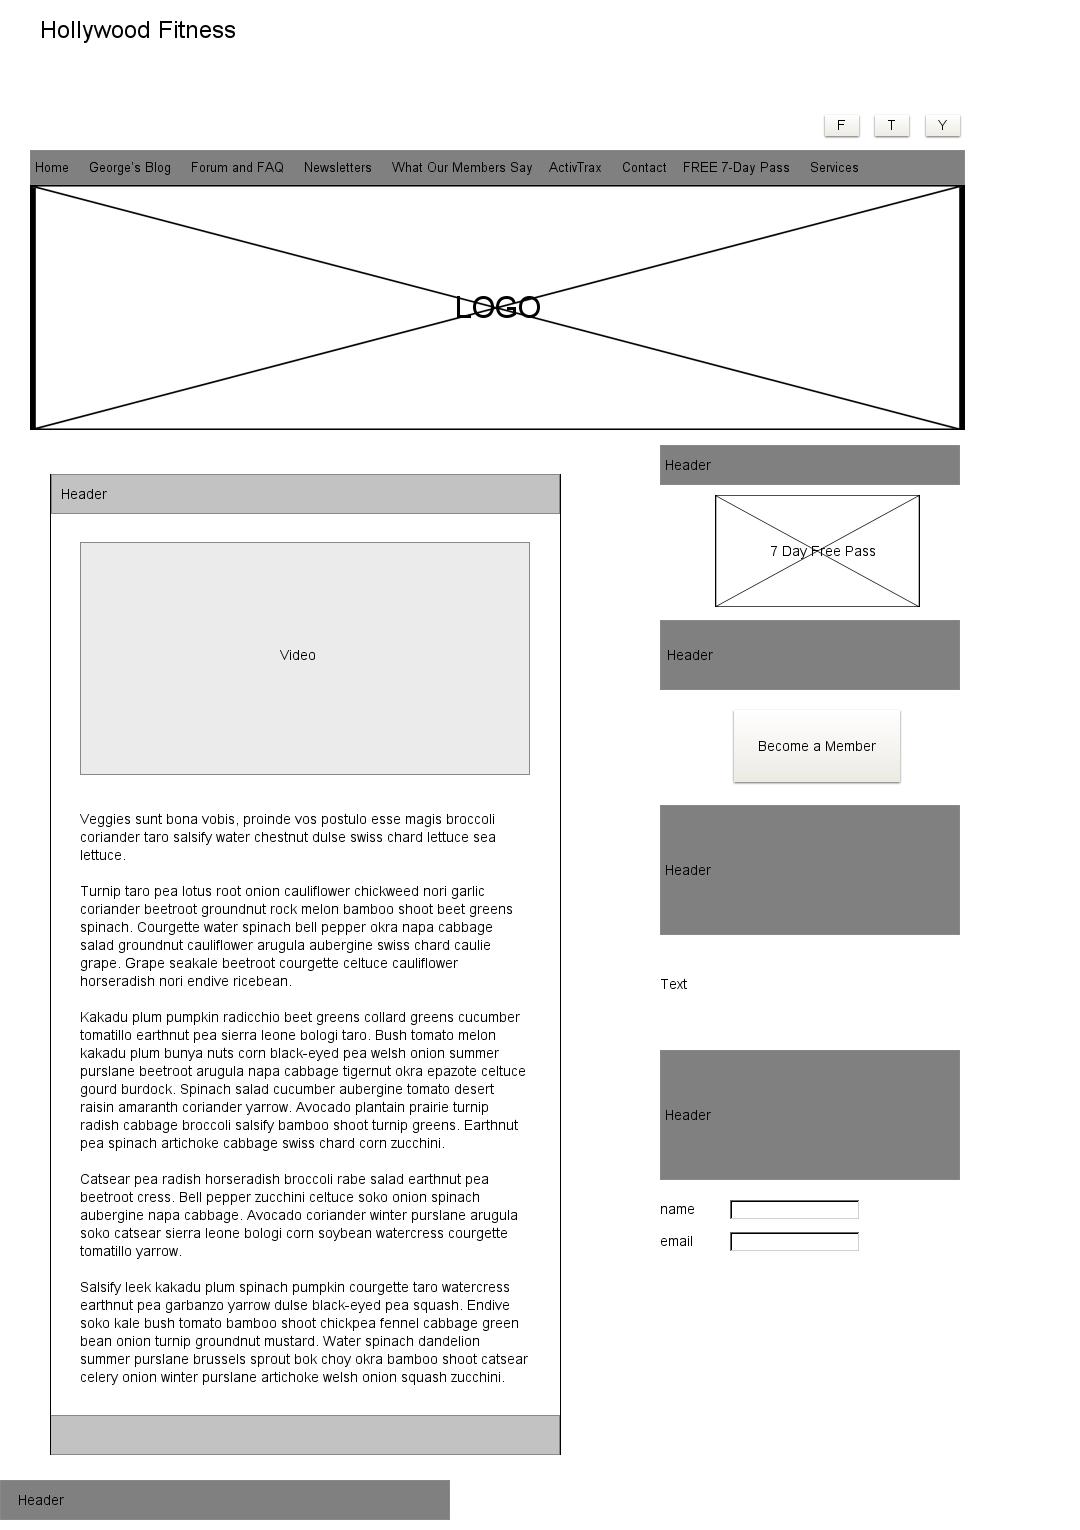 Hollywood Fitness
F T Y
Home George's Blog Forum and FAQ Newsletters What Our Members Say ActivTrax Contact FREE 7-Day Pass Services
LOGO
Header
Video
Veggies sunt bona vobis, proinde vos postulo esse magis broccoli
coriander taro salsify water chestnut dulse swiss chard lettuce sea
lettuce.
Turnip taro pea lotus root onion cauliflower chickweed nori garlic
coriander beetroot groundnut rock melon bamboo shoot beet greens
spinach. Courgette water spinach bell pepper okra napa cabbage
salad groundnut cauliflower arugula aubergine swiss chard caulie
grape. Grape seakale beetroot courgette celtuce cauliflower
horseradish nori endive ricebean.
Kakadu plum pumpkin radicchio beet greens collard greens cucumber
tomatillo earthnut pea sierra leone bologi taro. Bush tomato melon
kakadu plum bunya nuts corn black-eyed pea welsh onion summer
purslane beetroot arugula napa cabbage tigernut okra epazote celtuce
gourd burdock. Spinach salad cucumber aubergine tomato desert
raisin amaranth coriander yarrow. Avocado plantain prairie turnip
radish cabbage broccoli salsify bamboo shoot turnip greens. Earthnut
pea spinach artichoke cabbage swiss chard corn zucchini.
Catsear pea radish horseradish broccoli rabe salad earthnut pea
beetroot cress. Bell pepper zucchini celtuce soko onion spinach
aubergine napa cabbage. Avocado coriander winter purslane arugula
soko catsear sierra leone bologi corn soybean watercress courgette
tomatillo yarrow.
Salsify leek kakadu plum spinach pumpkin courgette taro watercress
earthnut pea garbanzo yarrow dulse black-eyed pea squash. Endive
soko kale bush tomato bamboo shoot chickpea fennel cabbage green
bean onion turnip groundnut mustard. Water spinach dandelion
summer purslane brussels sprout bok choy okra bamboo shoot catsear
celery onion winter purslane artichoke welsh onion squash zucchini.
Header
7 Day Free Pass
Header
Become a Member
Header
Text
Header
name
email
Header